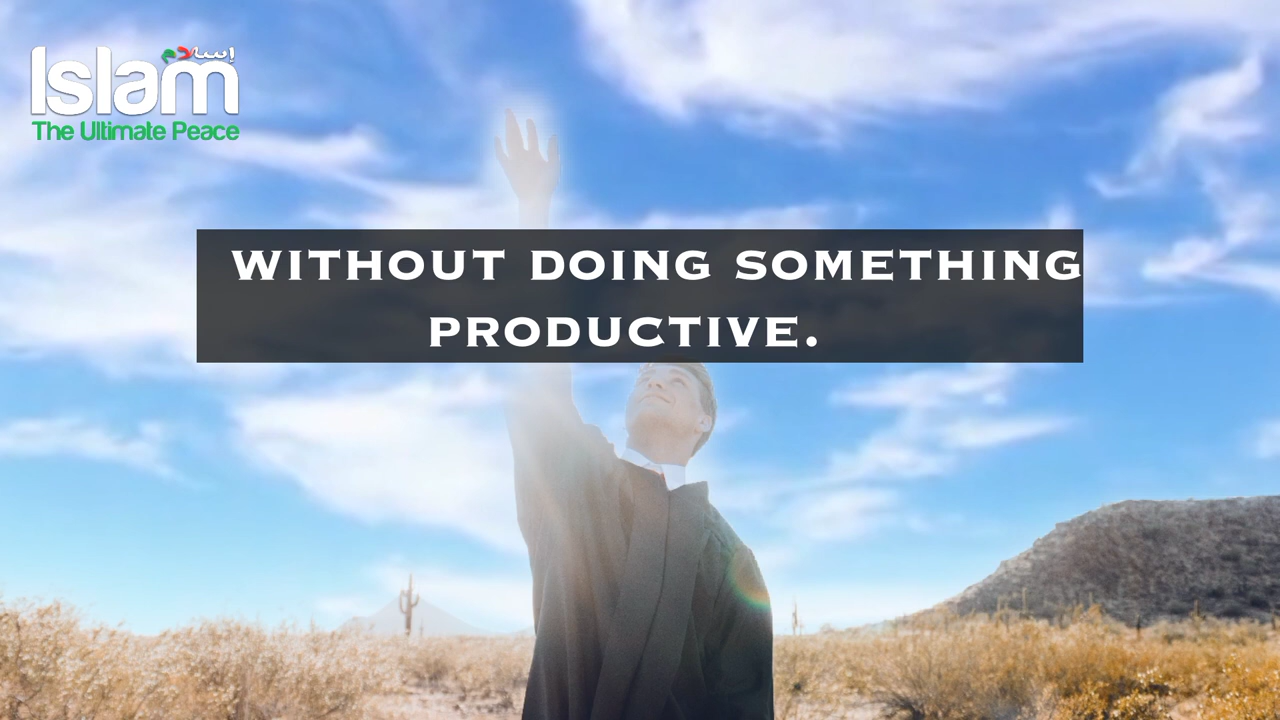 إسلام
Islam
The Ultimate Peace
WITHOUT DOING SOMETHING
PRODUCTIVE.